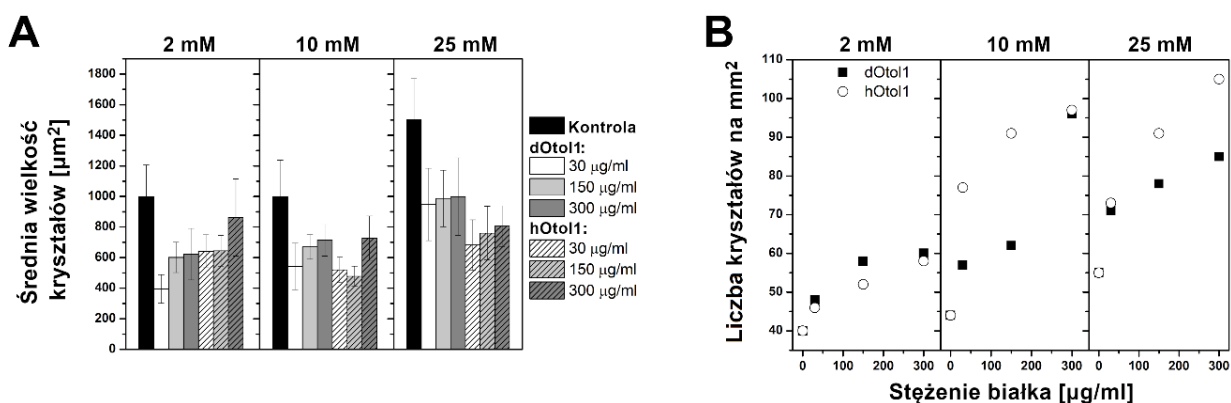 A
2 mM
10 mM
25 mM
Średnia wielkość
kryształów [μm²]
1800
1600
1400
1200
1000
800
600
400
200
0
Kontrola
dOtol1:
30 μg/ml
150 μg/ml
300 μg/ml
hOtol1:
30 μg/ml
150 μg/ml
300 μg/ml
B
2 mM
10 mM
25 mM
Liczba kryształów na mm²
110
100
90
80
70
60
50
40
dOtol1
hOtol1
0 100 200 300
0 100 200 300
0 100 200 300
Stężenie białka [μg/ml]